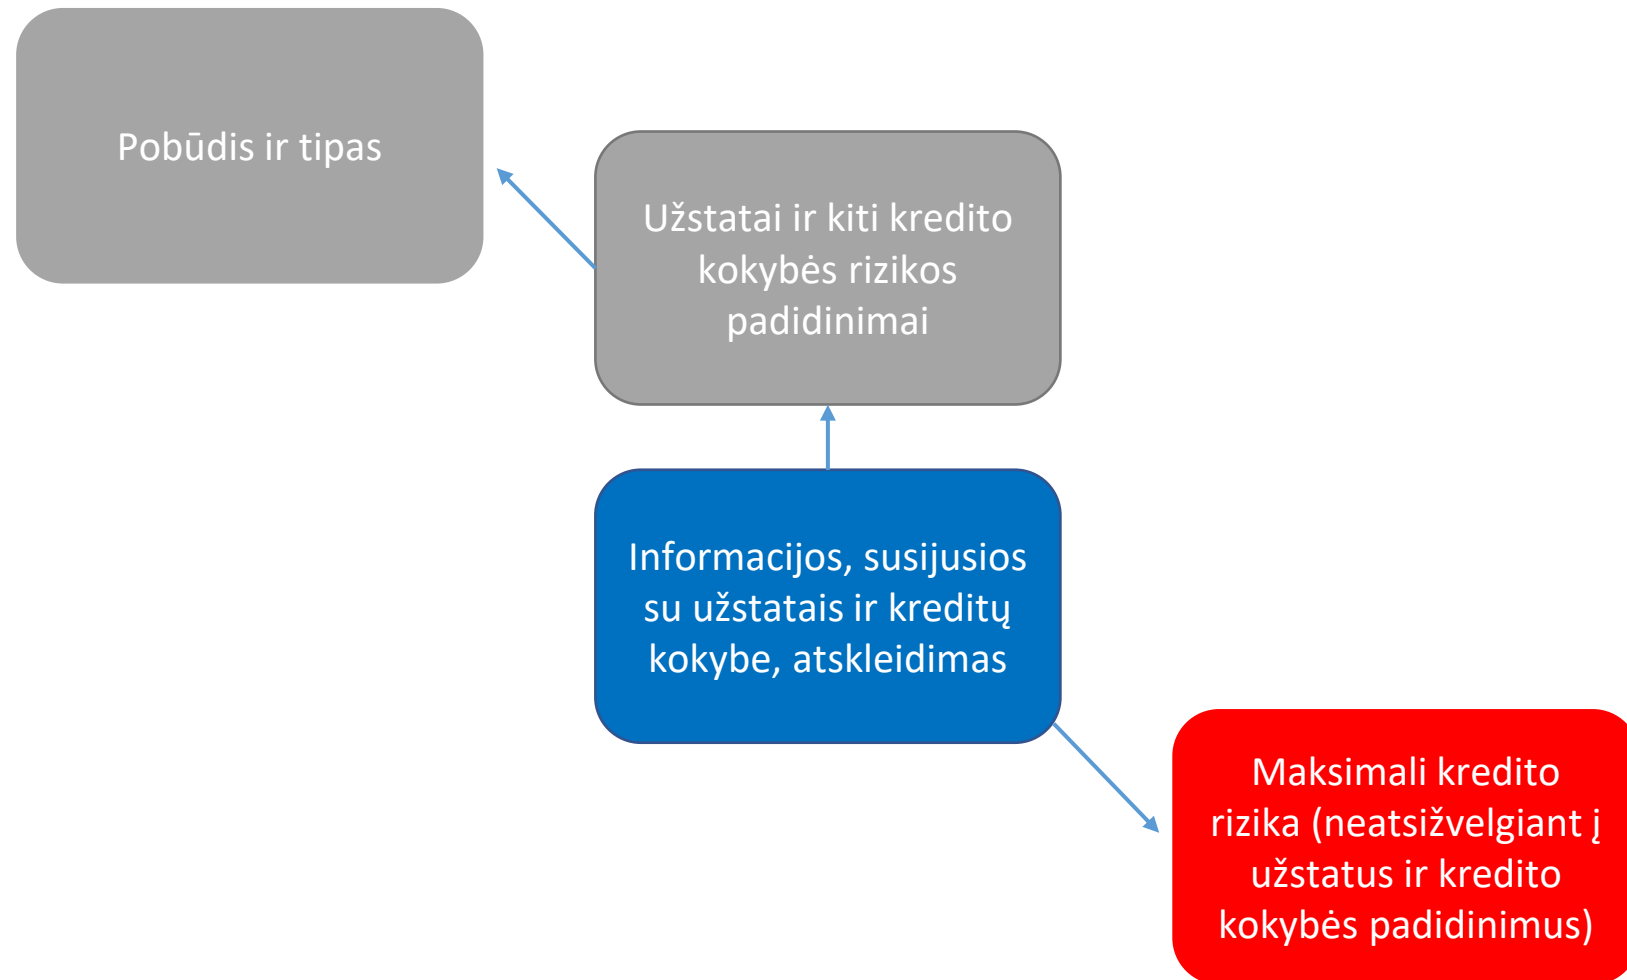 Pobūdis ir tipas
Užstatai ir kiti kredito
kokybės rizikos
padidinimai
Informacijos, susijusios
su užstatais ir kreditų
kokybe, atskleidimas
Maksimali kredito
rizika (neatsižvelgiant į
užstatus ir kredito
kokybės padidinimus)